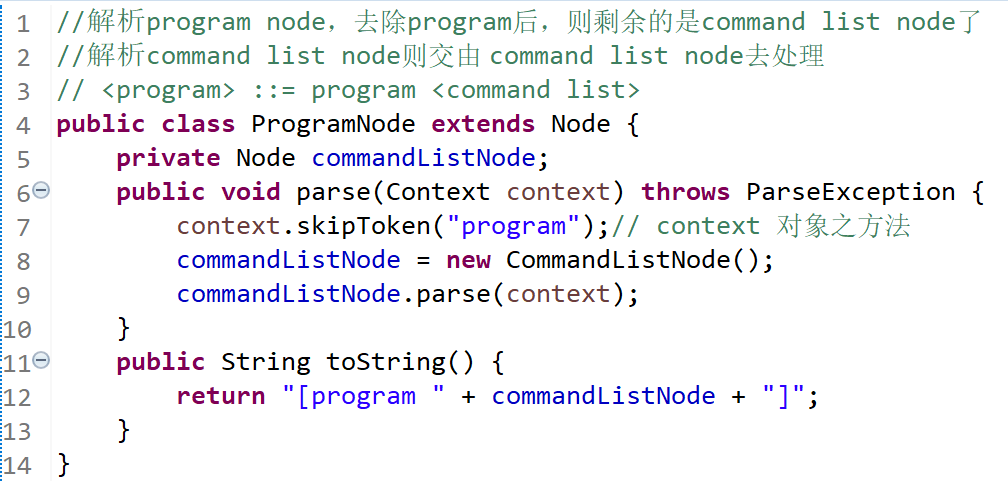 1 //解析program node，去除program后，则剩余的是command list node了
2 //解析command list node则交由 command list node去处理
3 // <program> ::= program <command list>
4 public class ProgramNode extends Node {
5     private Node commandListNode;
6     public void parse(Context context) throws ParseException {
7         context.skipToken("program");// context 对象之方法
8         commandListNode = new CommandListNode();
9         commandListNode.parse(context);
10     }
11     public String toString() {
12         return "[program " + commandListNode + "]";
13     }
14 }